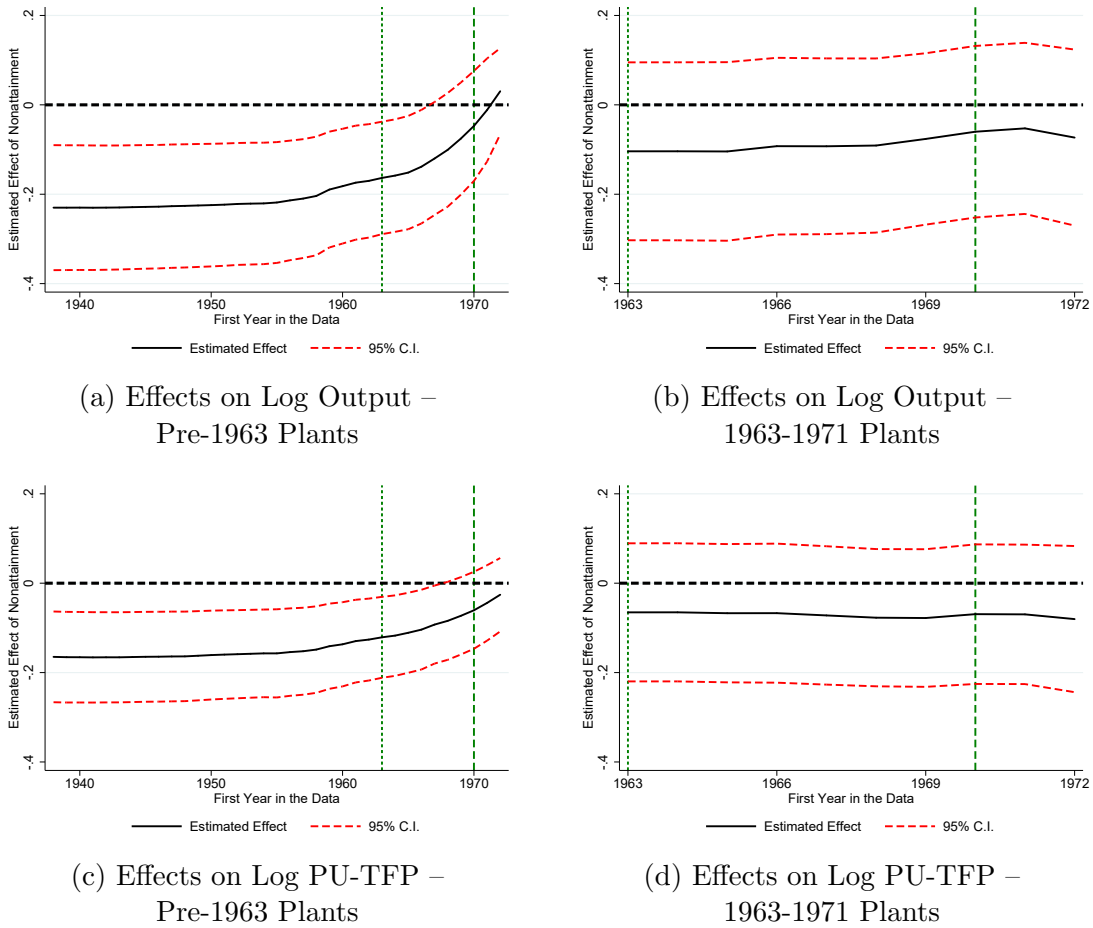 Estimated Effect of Nonattainment
.2
0
-.2
-.4
1940 1950 1960 1970
First Year in the Data
Estimated Effect 95% C.I.
(a) Effects on Log Output –
Pre-1963 Plants
Estimated Effect of Nonattainment
.2
0
-.2
-.4
1963 1966 1969 1972
First Year in the Data
Estimated Effect 95% C.I.
(b) Effects on Log Output –
1963-1971 Plants
Estimated Effect of Nonattainment
.2
0
-.2
-.4
1940 1950 1960 1970
First Year in the Data
Estimated Effect 95% C.I.
(c) Effects on Log PU-TFP –
Pre-1963 Plants
Estimated Effect of Nonattainment
.2
0
-.2
-.4
1963 1966 1969 1972
First Year in the Data
Estimated Effect 95% C.I.
(d) Effects on Log PU-TFP –
1963-1971 Plants